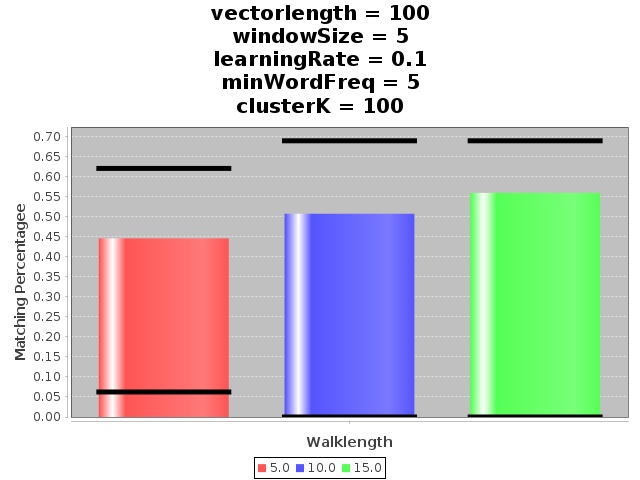 vectorlength = 100
windowSize = 5
learningRate = 0.1
minWordFreq = 5
clusterK = 100
0.70
0.65
0.60
0.55
0.50
0.45
0.40
0.35
0.30
0.25
0.20
0.15
0.10
0.05
0.00
Matching Percentagee
Walklength
5.0 10.0 15.0